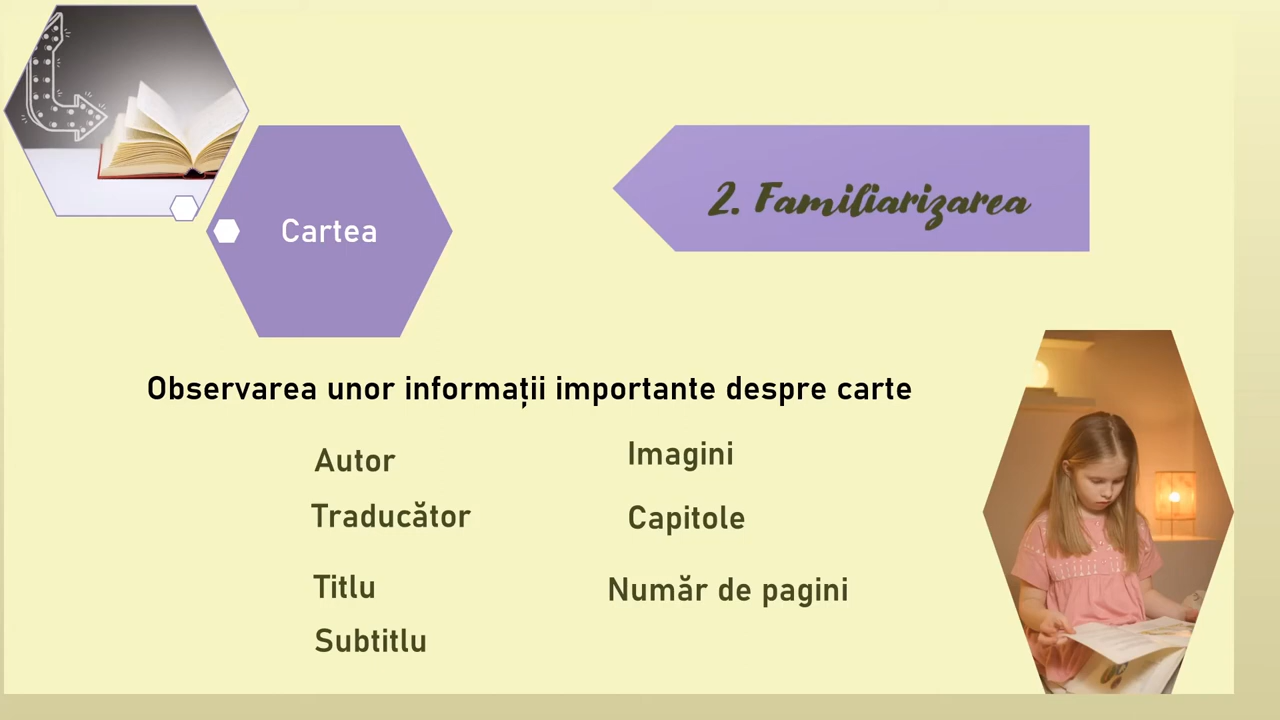 Cartea
2. Familiarizarea
Observarea unor informații importante despre carte
Autor
Traducător
Titlu
Subtitlu
Imagini
Capitole
Număr de pagini